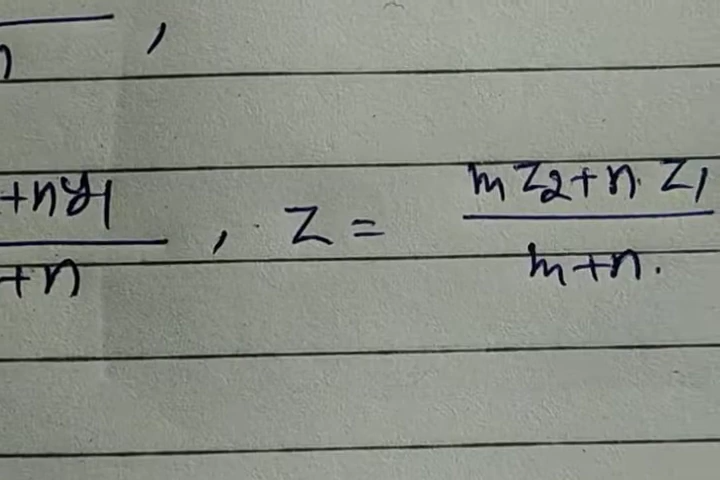 n ,
+ny1 / +n , z = mz2+n.z1 / m+n.